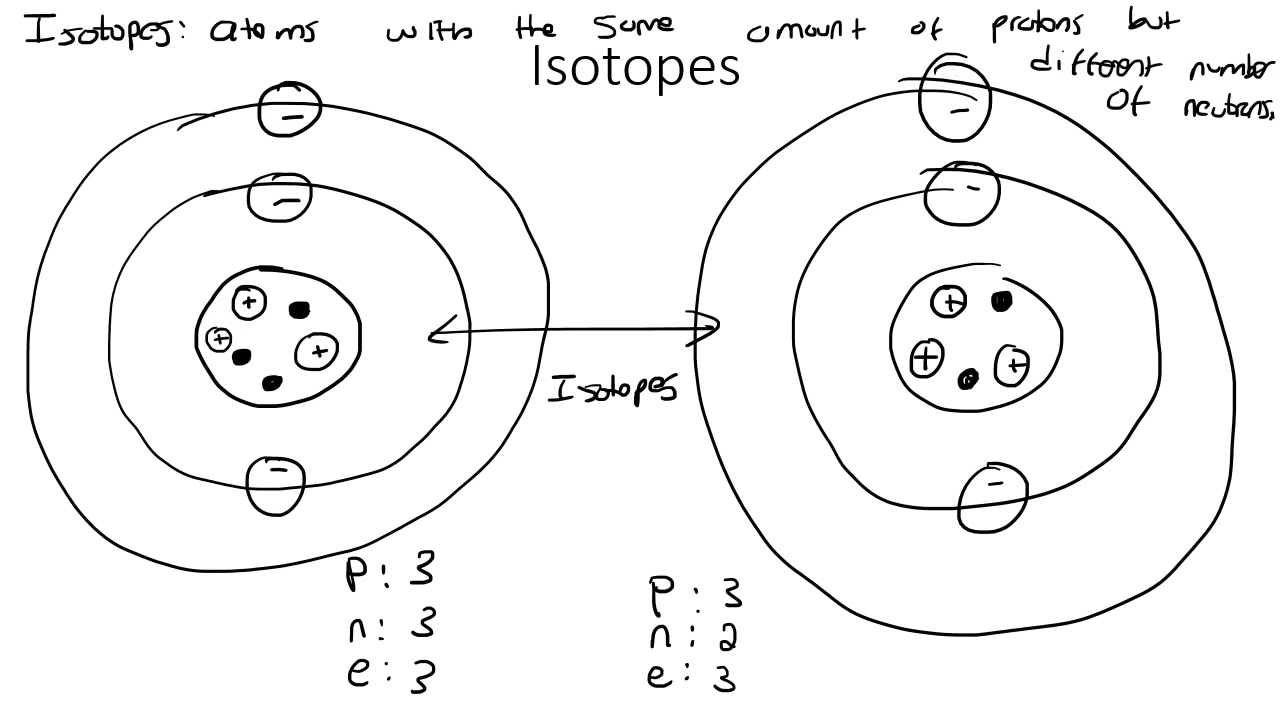 Isotopes: atoms with the same amount of protons but
different number
of neutrons.
Isotopes
Isotopes
p: 3
n: 3
e: 3
p: 3
n: 2
e: 3